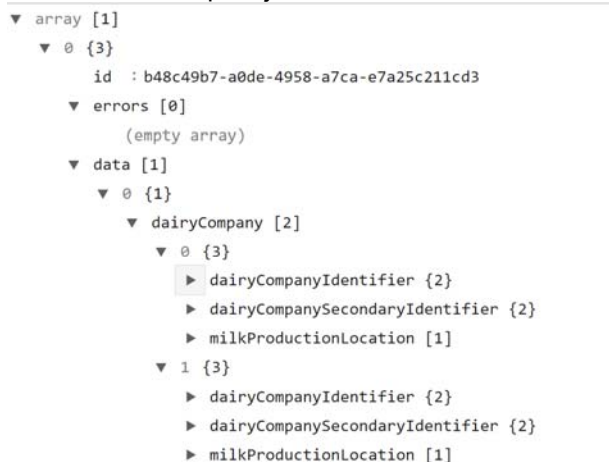 ▼ array [1]
▼ 0 {3}
id : b48c49b7-a0de-4958-a7ca-e7a25c211cd3
▼ errors [0]
(empty array)
▼ data [1]
▼ 0 {1}
▼ dairyCompany [2]
▼ 0 {3}
► dairyCompanyIdentifier {2}
► dairyCompanySecondaryIdentifier {2}
► milkProductionLocation [1]
▼ 1 {3}
► dairyCompanyIdentifier {2}
► dairyCompanySecondaryIdentifier {2}
► milkProductionLocation [1]